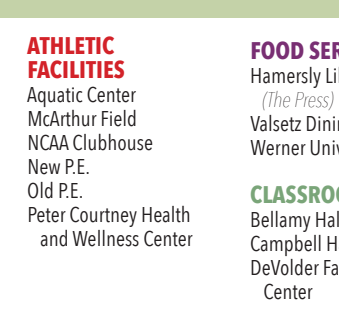 ATHLETIC
FACILITIES
Aquatic Center
McArthur Field
NCAA Clubhouse
New P.E.
Old P.E.
Peter Courtney Health
and Wellness Center
FOOD
Hamersly
(The Press)
Valsetz
Werner
Bellamy
Campbell
DeVolder
Center